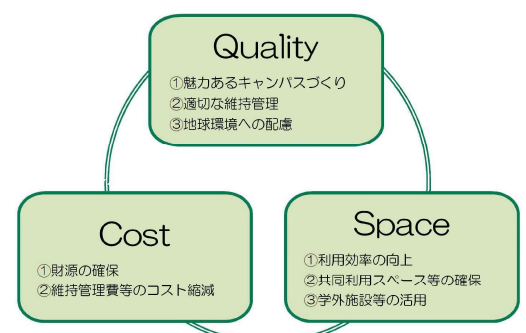 Quality
①魅力あるキャンパスづくり
②適切な維持管理
③地球環境への配慮
Cost
①財源の確保
②維持管理費等のコスト縮減
Space
①利用効率の向上
②共同利用スペース等の確保
③学外施設等の活用